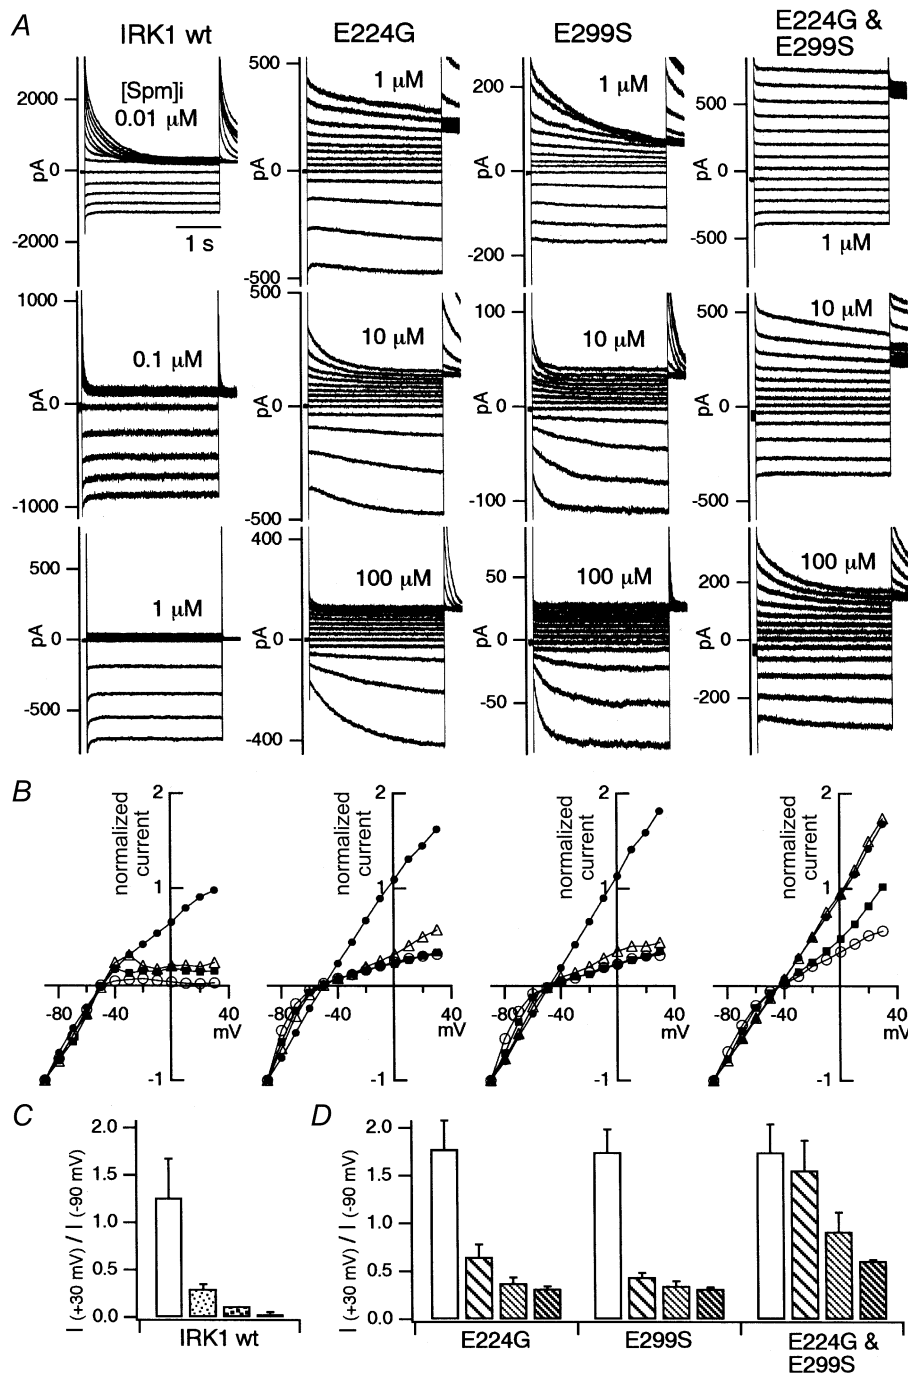 A
IRK1 wt
E224G
E299S
E224G &
E299S
[Spm]i
0.01 μM
1 μM
1 μM
1 μM
2000
0
-2000
pA
1 s
500
0
-500
pA
200
0
-200
pA
500
0
-500
pA
0.1 μM
10 μM
10 μM
10 μM
1000
0
-1000
pA
500
0
-500
pA
100
0
-100
pA
500
0
-500
pA
1 μM
100 μM
100 μM
100 μM
500
0
-500
pA
400
0
-400
pA
50
0
-50
pA
200
0
-200
pA
B
normalized
current
2
1
-1
-80
-40
40
mV
normalized
current
2
1
-1
-80
-40
40
mV
normalized
current
2
1
-1
-80
-40
40
mV
normalized
current
2
1
-1
-80
-40
40
mV
C
I (+30 mV) / I (-90 mV)
2.0
1.5
1.0
0.5
0.0
IRK1 wt
D
I (+30 mV) / I (-90 mV)
2.0
1.5
1.0
0.5
0.0
E224G
E299S
E224G &
E299S